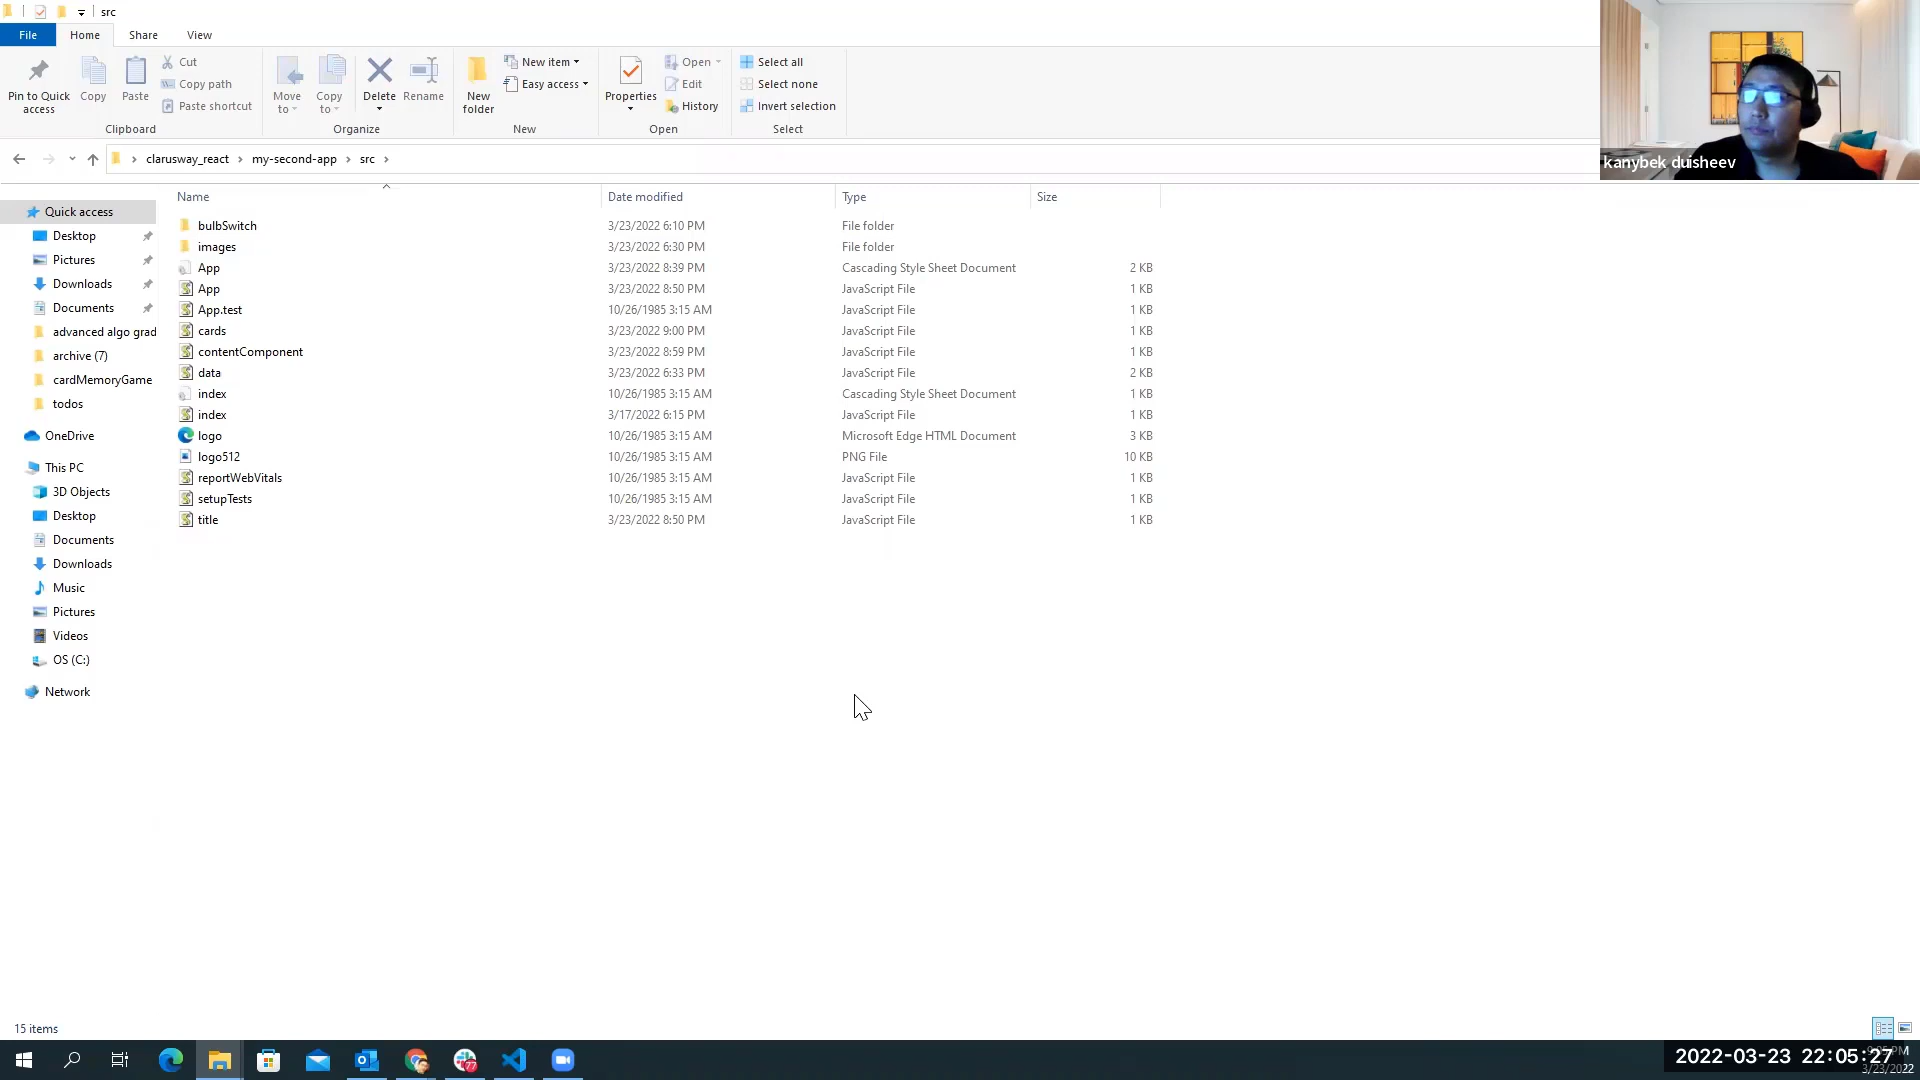 src
File Home Share View
Cut
Copy path
Paste shortcut
Pin to Quick access
Copy
Paste
Clipboard
Move to
Copy to
Delete
Rename
Organize
New folder
New item
Easy access
New
Properties
Open
Edit
History
Open
Select all
Select none
Invert selection
Select
kanybek duisheev
clarusway_react my-second-app src
Name Date modified Type Size
bulbSwitch 3/23/2022 6:10 PM File folder
images 3/23/2022 6:30 PM File folder
App 3/23/2022 8:39 PM Cascading Style Sheet Document 2 KB
App 3/23/2022 8:50 PM JavaScript File 1 KB
App.test 10/26/1985 3:15 AM JavaScript File 1 KB
cards 3/23/2022 9:00 PM JavaScript File 1 KB
contentComponent 3/23/2022 8:59 PM JavaScript File 1 KB
data 3/23/2022 6:33 PM JavaScript File 2 KB
index 10/26/1985 3:15 AM Cascading Style Sheet Document 1 KB
index 3/17/2022 6:15 PM JavaScript File 1 KB
logo 10/26/1985 3:15 AM Microsoft Edge HTML Document 3 KB
logo512 10/26/1985 3:15 AM PNG File 10 KB
reportWebVitals 10/26/1985 3:15 AM JavaScript File 1 KB
setupTests 10/26/1985 3:15 AM JavaScript File 1 KB
title 3/23/2022 8:50 PM JavaScript File 1 KB
Quick access
Desktop
Pictures
Downloads
Documents
advanced algo grad
archive (7)
cardMemoryGame
todos
OneDrive
This PC
3D Objects
Desktop
Documents
Downloads
Music
Pictures
Videos
OS (C:)
Network
15 items
77
2022-03-23 22:05:27
3/23/2022